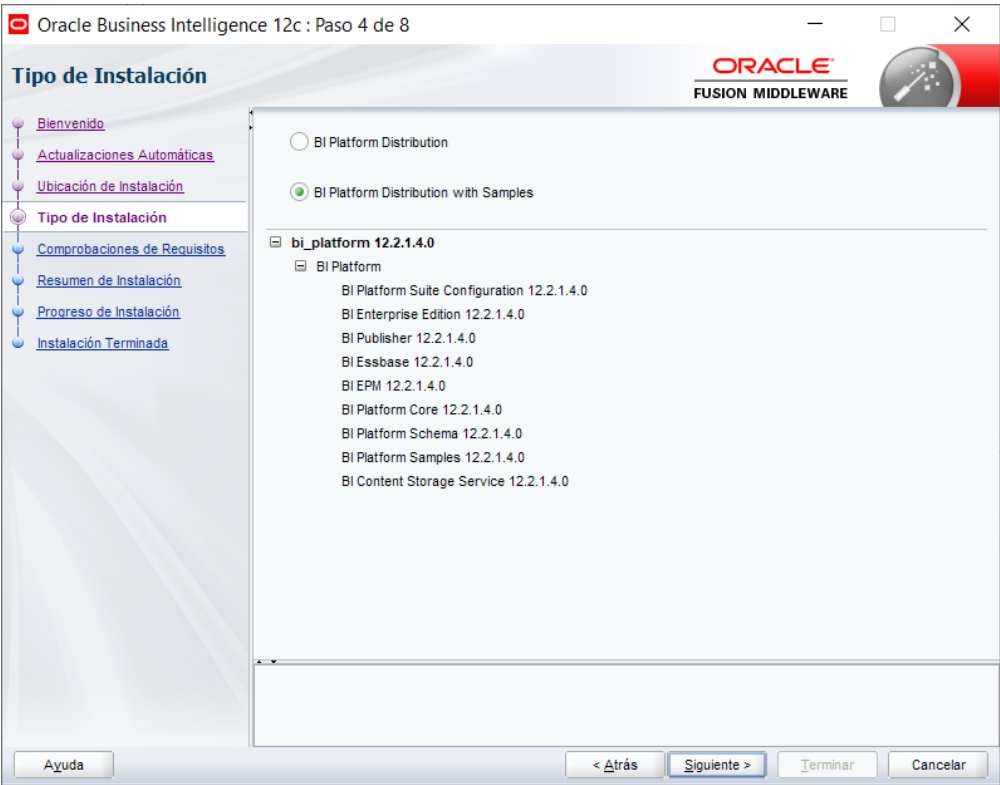 Oracle Business Intelligence 12c : Paso 4 de 8
Tipo de Instalación
ORACLE
FUSION MIDDLEWARE
Bienvenido
Actualizaciones Automáticas
Ubicación de Instalación
Tipo de Instalación
Comprobaciones de Requisitos
Resumen de Instalación
Progreso de Instalación
Instalación Terminada
BI Platform Distribution
BI Platform Distribution with Samples
bi_platform 12.2.1.4.0
BI Platform
BI Platform Suite Configuration 12.2.1.4.0
BI Enterprise Edition 12.2.1.4.0
BI Publisher 12.2.1.4.0
BI Essbase 12.2.1.4.0
BI EPM 12.2.1.4.0
BI Platform Core 12.2.1.4.0
BI Platform Schema 12.2.1.4.0
BI Platform Samples 12.2.1.4.0
BI Content Storage Service 12.2.1.4.0
Ayuda
< Atrás
Siguiente >
Terminar
Cancelar